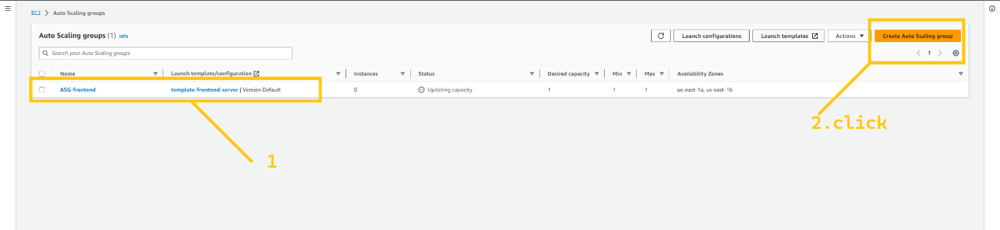 EC2 > Auto Scaling groups
Auto Scaling groups (1) Info
Launch configurations
Launch templates
Actions
Create Auto Scaling group
Search your Auto Scaling groups
1
Name Launch template/configuration Instances Status Desired capacity Min Max Availability Zones
ASG-frontend template-frontend-server | Version Default 0 Updating capacity 1 1 1 us-east-1a, us-east-1b
2.click
1